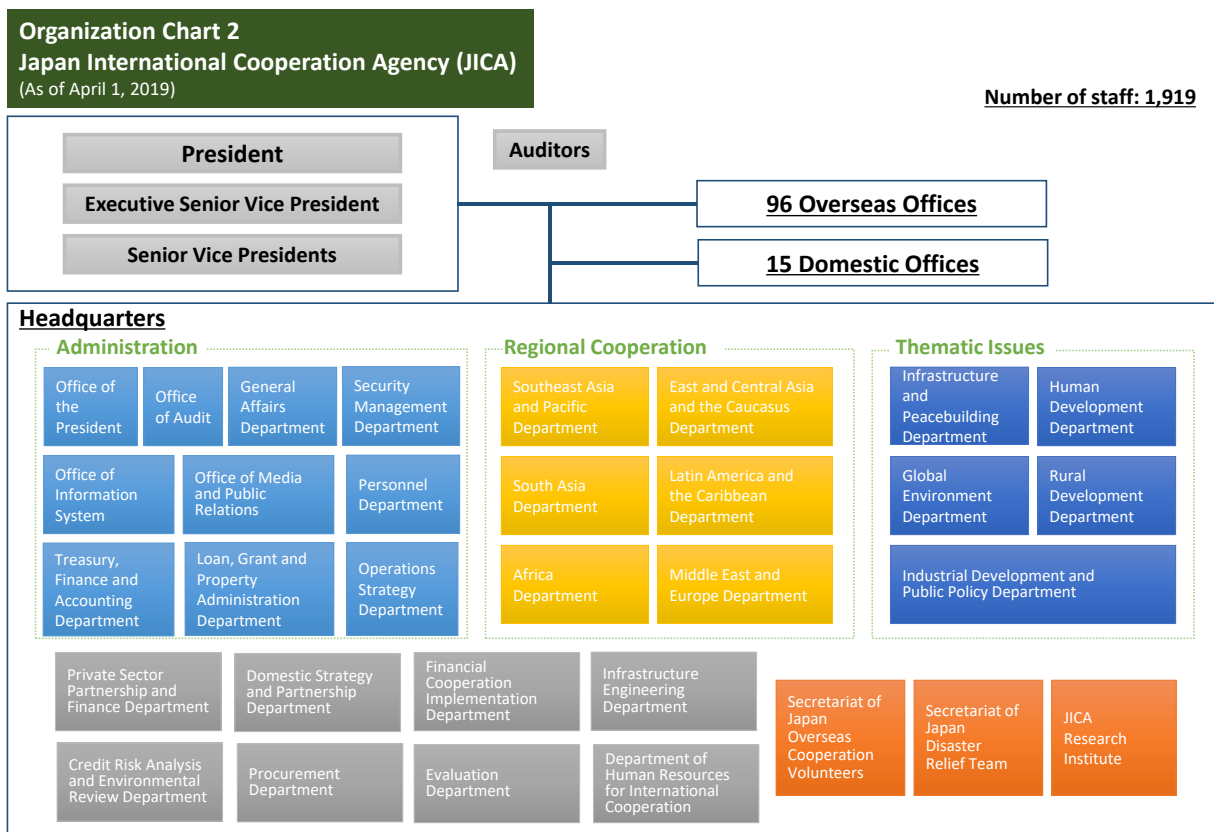 Organization Chart 2
Japan International Cooperation Agency (JICA)
(As of April 1, 2019)
Number of staff: 1,919
President
Executive Senior Vice President
Senior Vice Presidents
Auditors
96 Overseas Offices
15 Domestic Offices
Headquarters
Administration
Office of
the
President
Office
of Audit
General
Affairs
Department
Security
Management
Department
Office of
Information
System
Office of Media
and Public
Relations
Personnel
Department
Treasury,
Finance and
Accounting
Department
Loan, Grant and
Property
Administration
Department
Operations
Strategy
Department
Regional Cooperation
Southeast Asia
and Pacific
Department
East and Central Asia
and the Caucasus
Department
South Asia
Department
Latin America and
the Caribbean
Department
Africa
Department
Middle East and
Europe Department
Thematic Issues
Infrastructure
and
Peacebuilding
Department
Human
Development
Department
Global
Environment
Department
Rural
Development
Department
Industrial Development and
Public Policy Department
Private Sector
Partnership and
Finance Department
Domestic Strategy
and Partnership
Department
Financial
Cooperation
Implementation
Department
Infrastructure
Engineering
Department
Credit Risk Analysis
and Environmental
Review Department
Procurement
Department
Evaluation
Department
Department of
Human Resources
for International
Cooperation
Secretariat of
Japan
Overseas
Cooperation
Volunteers
Secretariat of
Japan
Disaster
Relief Team
JICA
Research
Institute